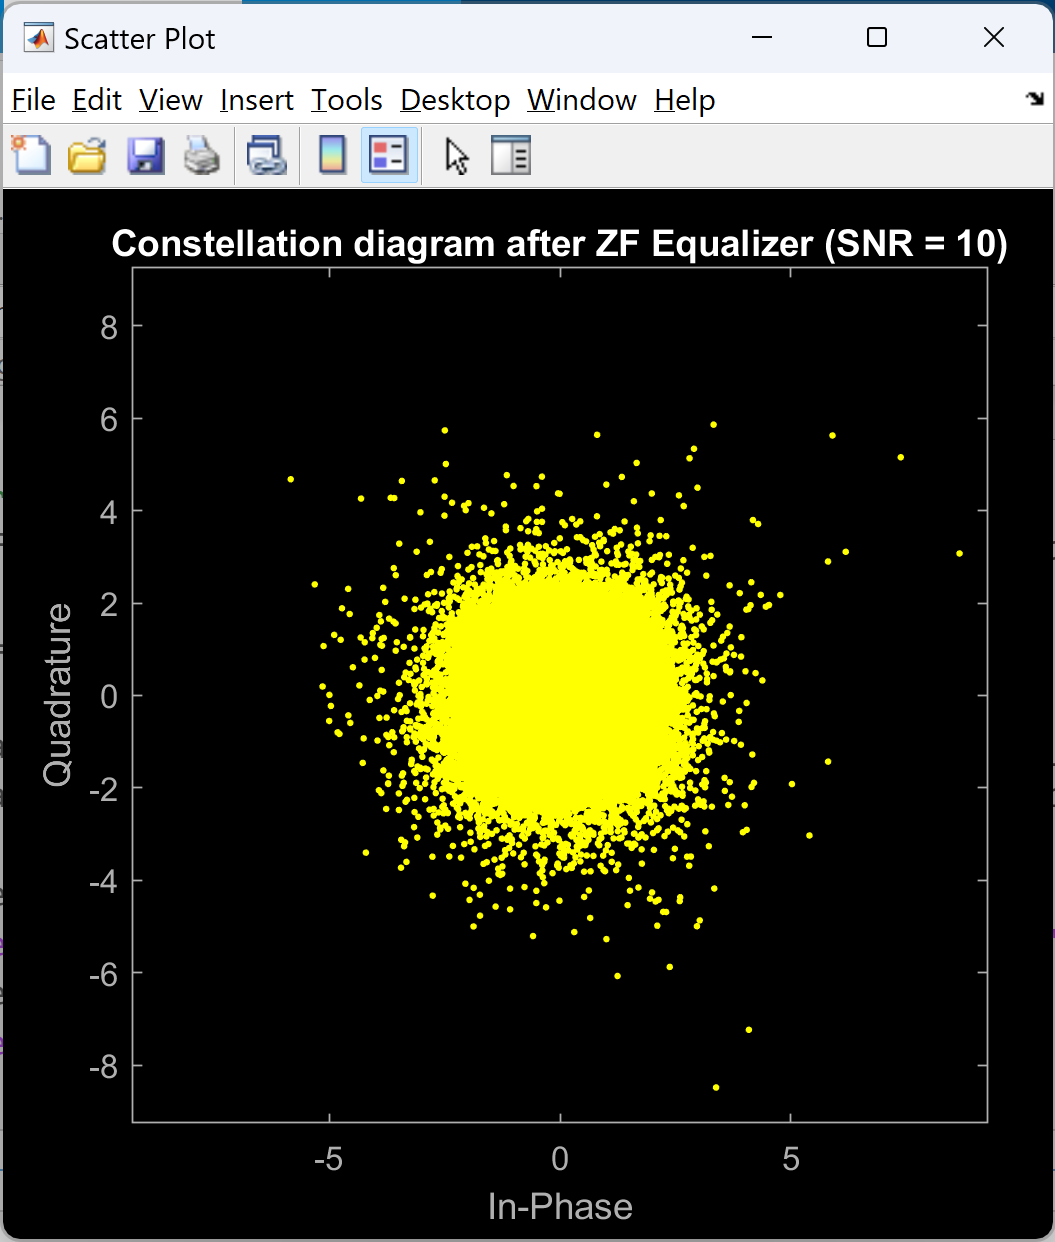 Scatter Plot
File Edit View Insert Tools Desktop Window Help
Constellation diagram after ZF Equalizer (SNR = 10)
8
6
4
2
0
-2
-4
-6
-8
Quadrature
-5 0 5
In-Phase